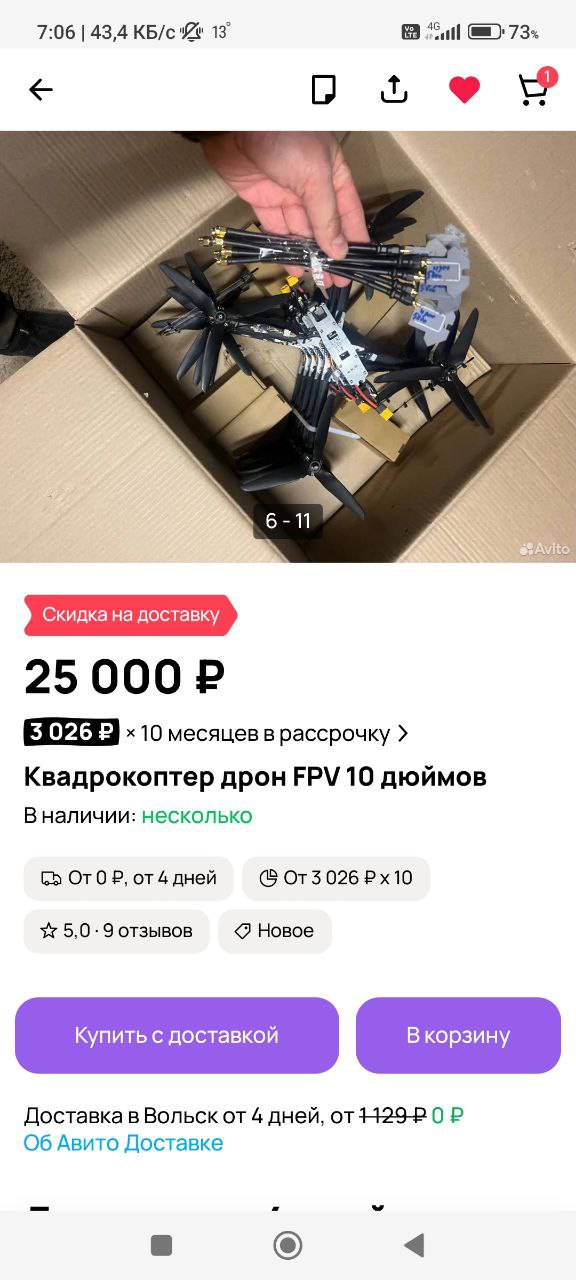 7:06 | 43,4 КБ/с 13° Vo LTE 4G 73%
1
6 - 11
Avito
Скидка на доставку
25 000 ₽
3 026 ₽ × 10 месяцев в рассрочку
Квадрокоптер дрон FPV 10 дюймов
В наличии: несколько
От 0 ₽, от 4 дней
От 3 026 ₽ х 10
5,0 · 9 отзывов
Новое
Купить с доставкой
В корзину
Доставка в Вольск от 4 дней, от 1 129 ₽ 0 ₽
Об Авито Доставке